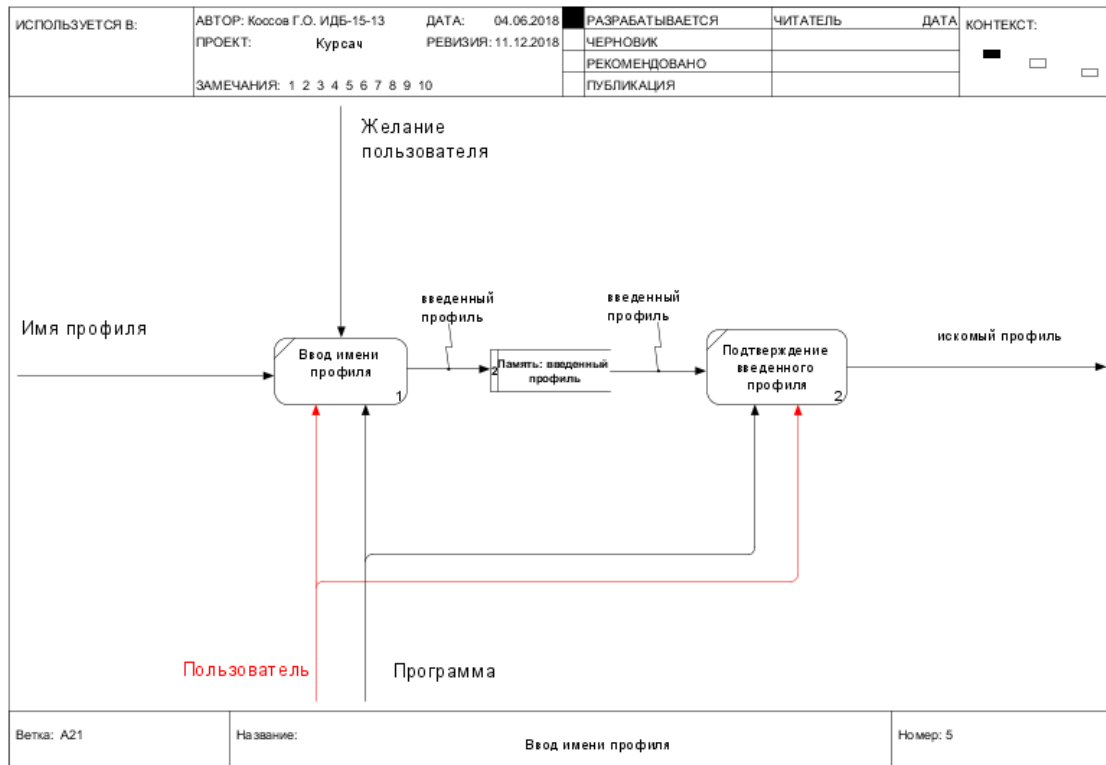 ИСПОЛЬЗУЕТСЯ В:
АВТОР: Коссов Г.О. ИДБ-15-13
ДАТА: 04.06.2018
ПРОЕКТ: Курсач
РЕВИЗИЯ: 11.12.2018
ЗАМЕЧАНИЯ: 1 2 3 4 5 6 7 8 9 10
РАЗРАБАТЫВАЕТСЯ
ЧЕРНОВИК
РЕКОМЕНДОВАНО
ПУБЛИКАЦИЯ
ЧИТАТЕЛЬ ДАТА
КОНТЕКСТ:
Желание
пользователя
Имя профиля
Ввод имени
профиля
1
введенный
профиль
2
Память: введенный
профиль
введенный
профиль
Подтверждение
введенного
профиля
2
искомый профиль
Пользователь
Программа
Ветка: A21
Название:
Ввод имени профиля
Номер: 5